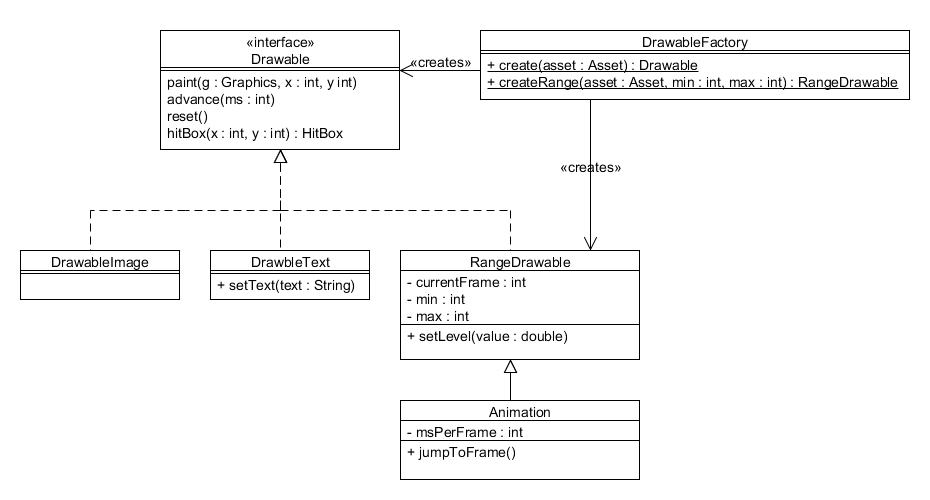 «interface»
Drawable
paint(g : Graphics, x : int, y int)
advance(ms : int)
reset()
hitBox(x : int, y : int) : HitBox
«creates»
DrawableFactory
+ create(asset : Asset) : Drawable
+ createRange(asset : Asset, min : int, max : int) : RangeDrawable
«creates»
DrawableImage
DrawbleText
+ setText(text : String)
RangeDrawable
- currentFrame : int
- min : int
- max : int
+ setLevel(value : double)
Animation
- msPerFrame : int
+ jumpToFrame()